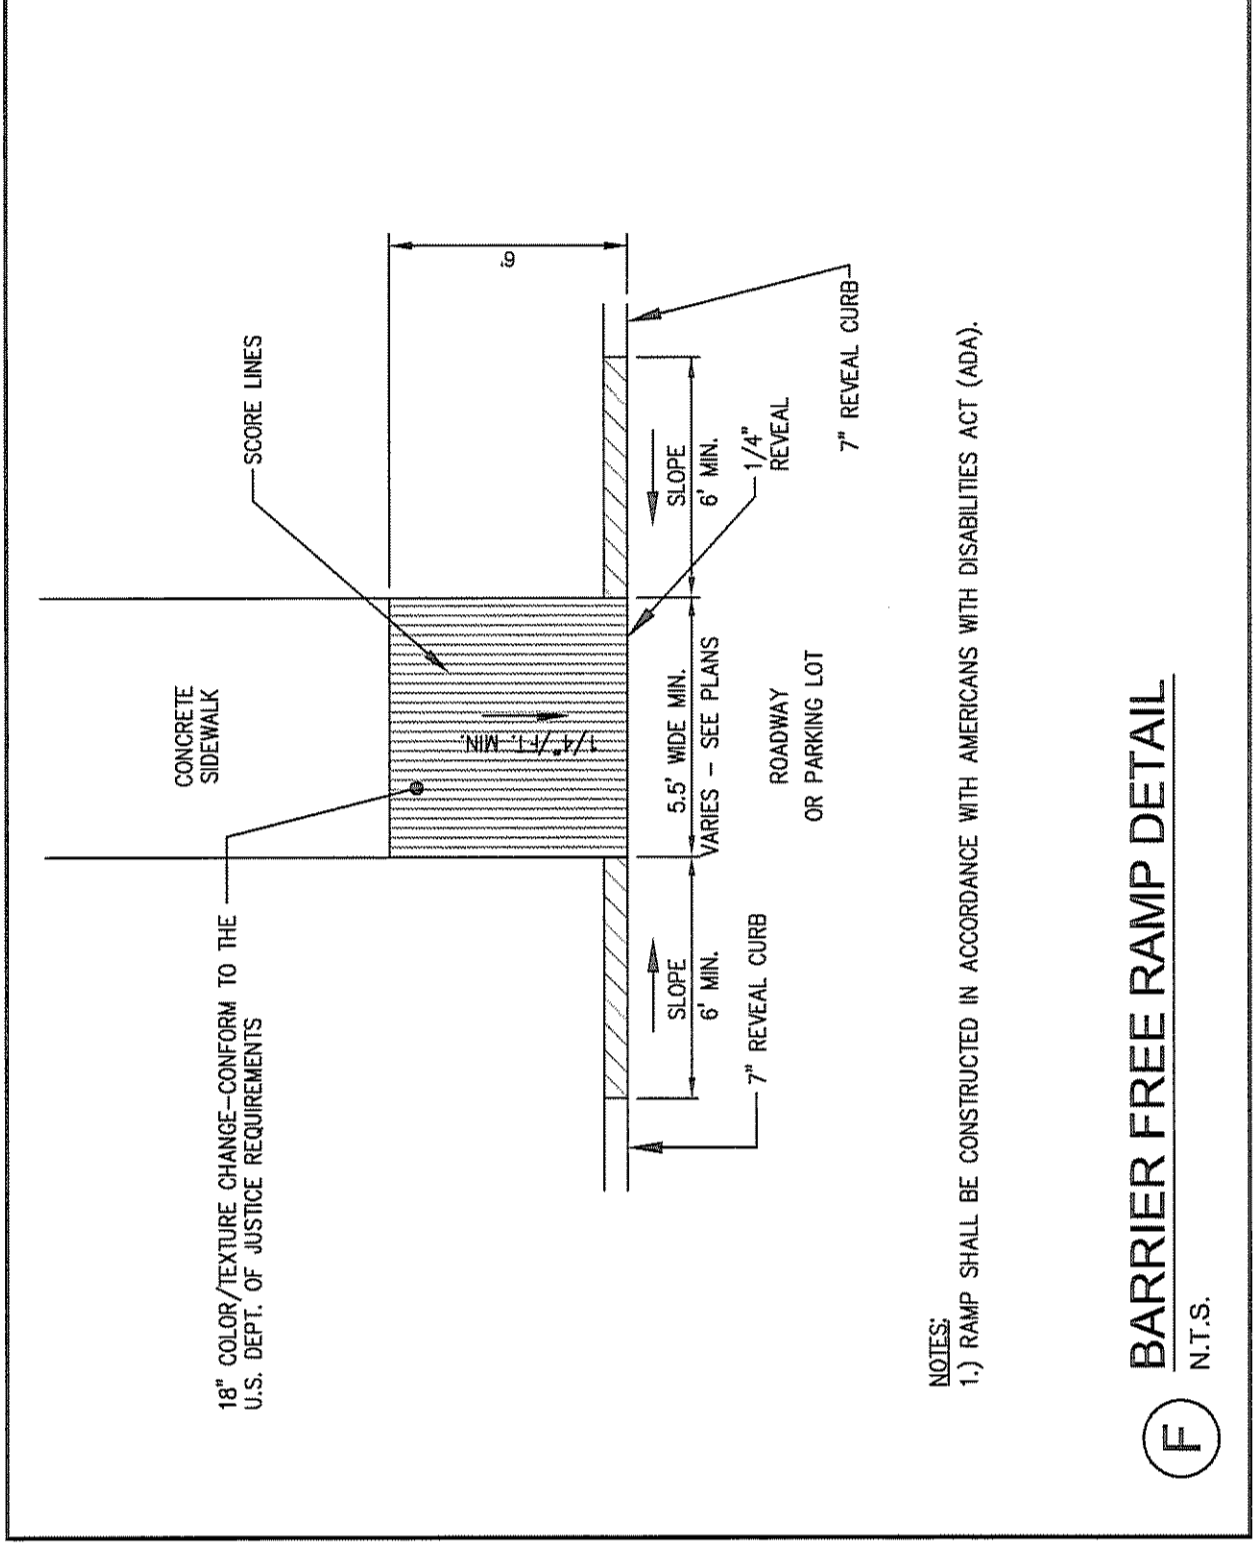 18" COLOR/TEXTURE CHANGE-CONFORM TO THE
U.S. DEPT. OF JUSTICE REQUIREMENTS
CONCRETE
SIDEWALK
SCORE LINES
1/4"/FT. MIN.
6'
SLOPE
6' MIN.
5.5' WIDE MIN.
VARIES - SEE PLANS
SLOPE
6' MIN.
7" REVEAL CURB
ROADWAY
OR PARKING LOT
1/4"
REVEAL
7" REVEAL CURB
NOTES:
1.) RAMP SHALL BE CONSTRUCTED IN ACCORDANCE WITH AMERICANS WITH DISABILITIES ACT (ADA).
F
BARRIER FREE RAMP DETAIL
N.T.S.